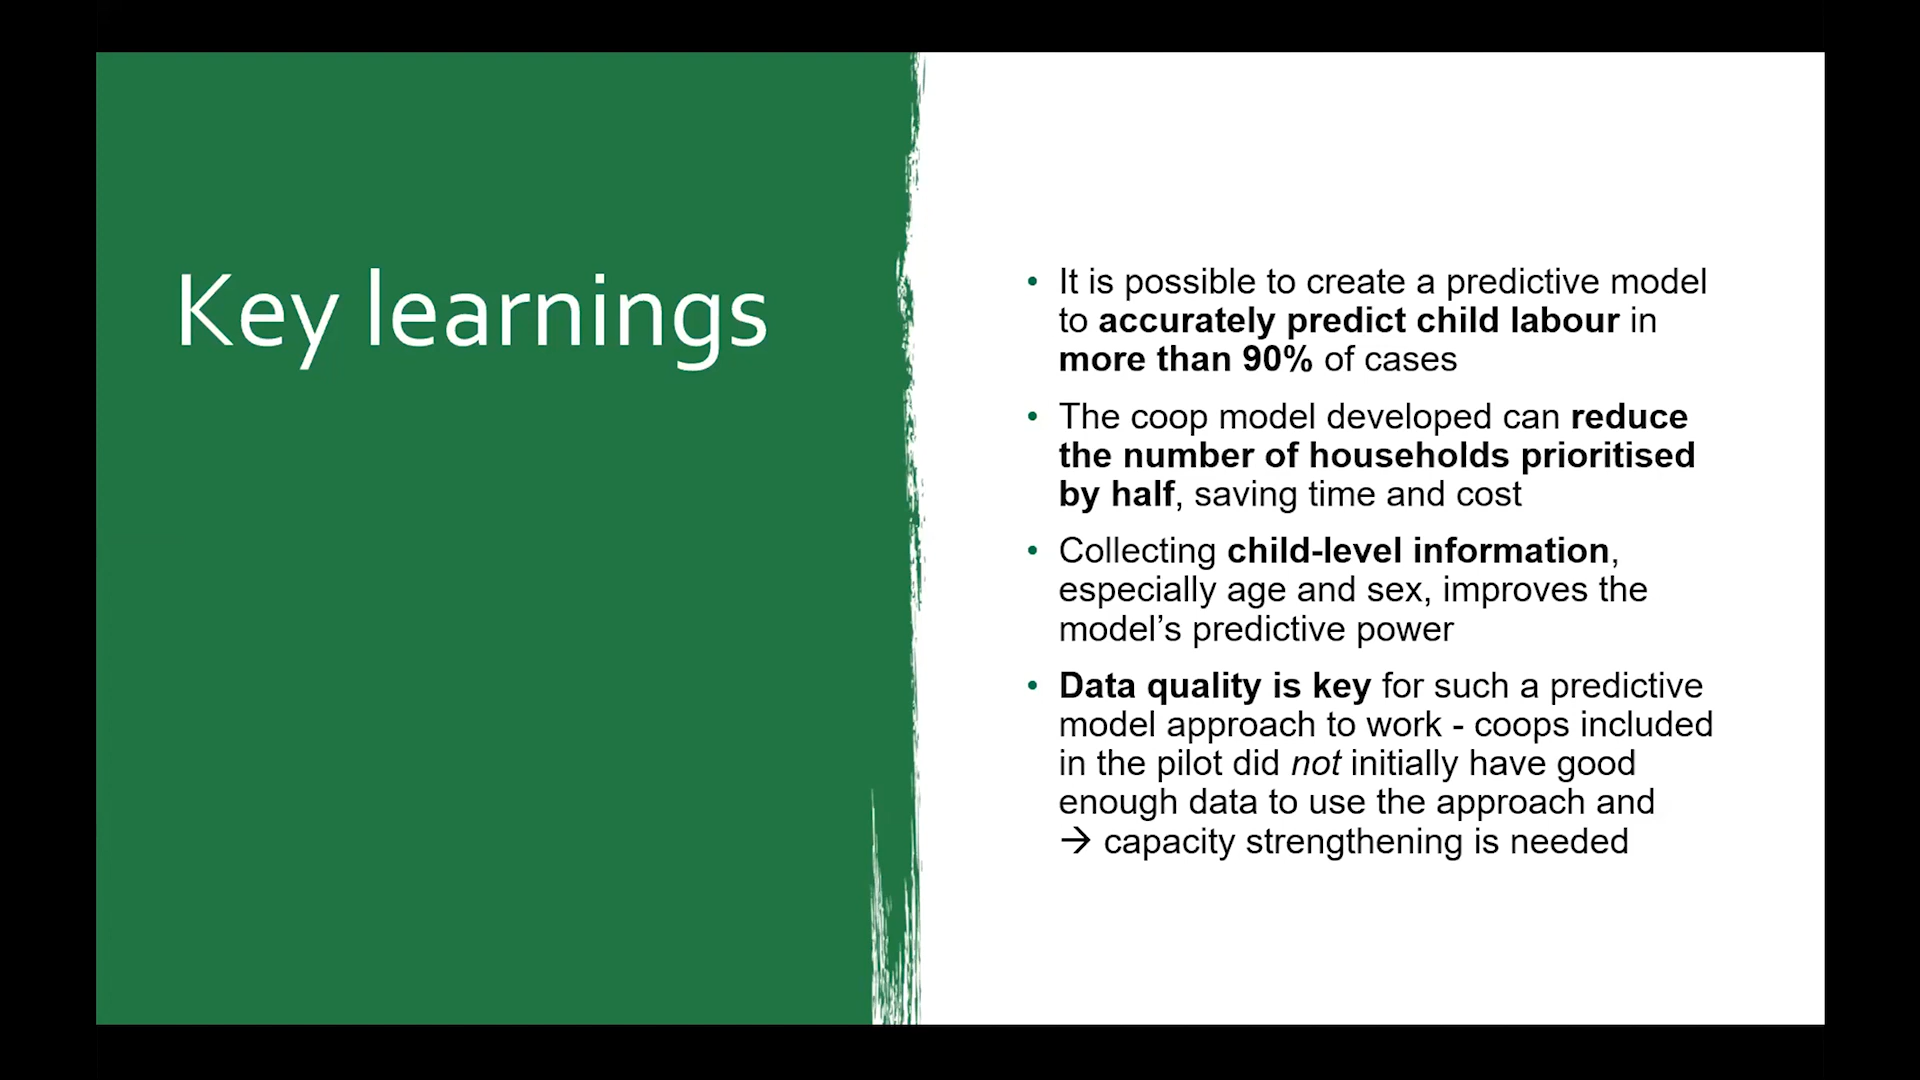 Key learnings
• It is possible to create a predictive model
to accurately predict child labour in
more than 90% of cases
• The coop model developed can reduce
the number of households prioritised
by half, saving time and cost
• Collecting child-level information,
especially age and sex, improves the
model’s predictive power
• Data quality is key for such a predictive
model approach to work - coops included
in the pilot did not initially have good
enough data to use the approach and
→ capacity strengthening is needed